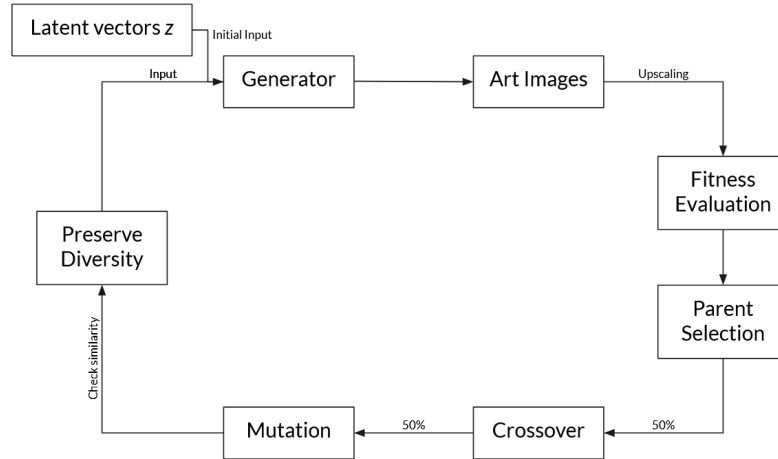 Latent vectors z
Initial Input
Input
Generator
Art Images
Upscaling
Fitness
Evaluation
Preserve
Diversity
Parent
Selection
Check similarity
Mutation
50%
Crossover
50%